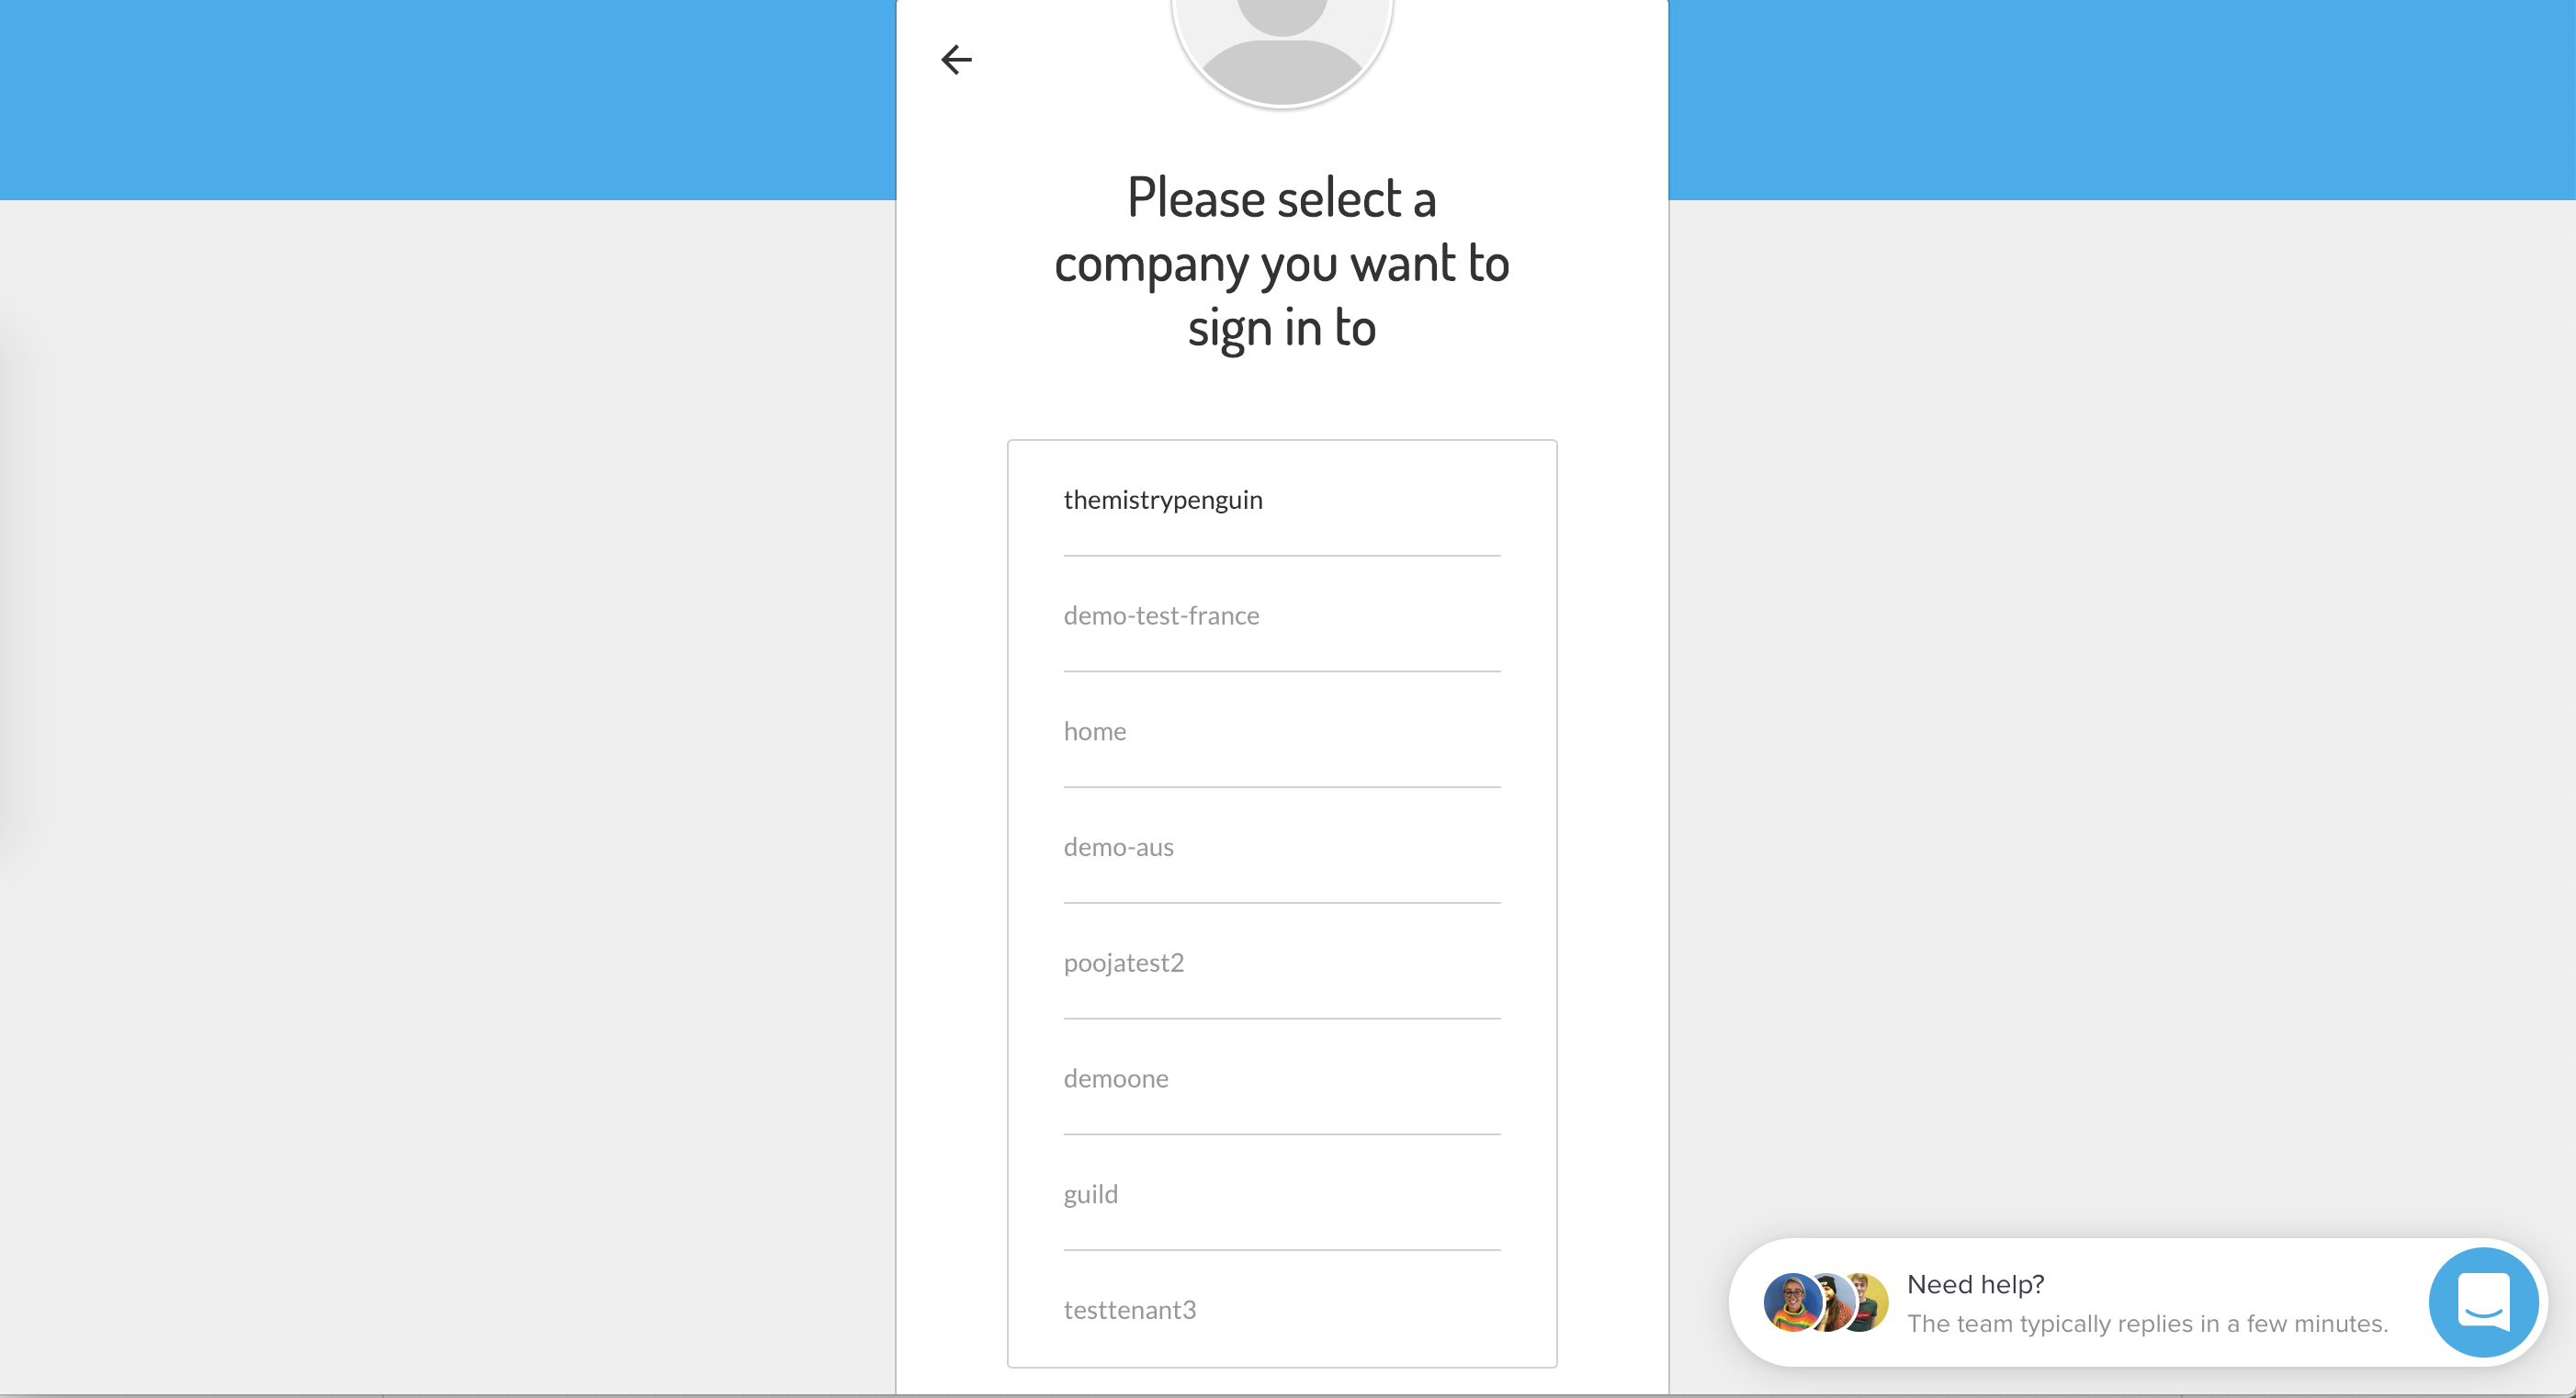 Please select a
company you want to
sign in to
themistrypenguin
demo-test-france
home
demo-aus
poojatest2
demoone
guild
testtenant3
Need help?
The team typically replies in a few minutes.